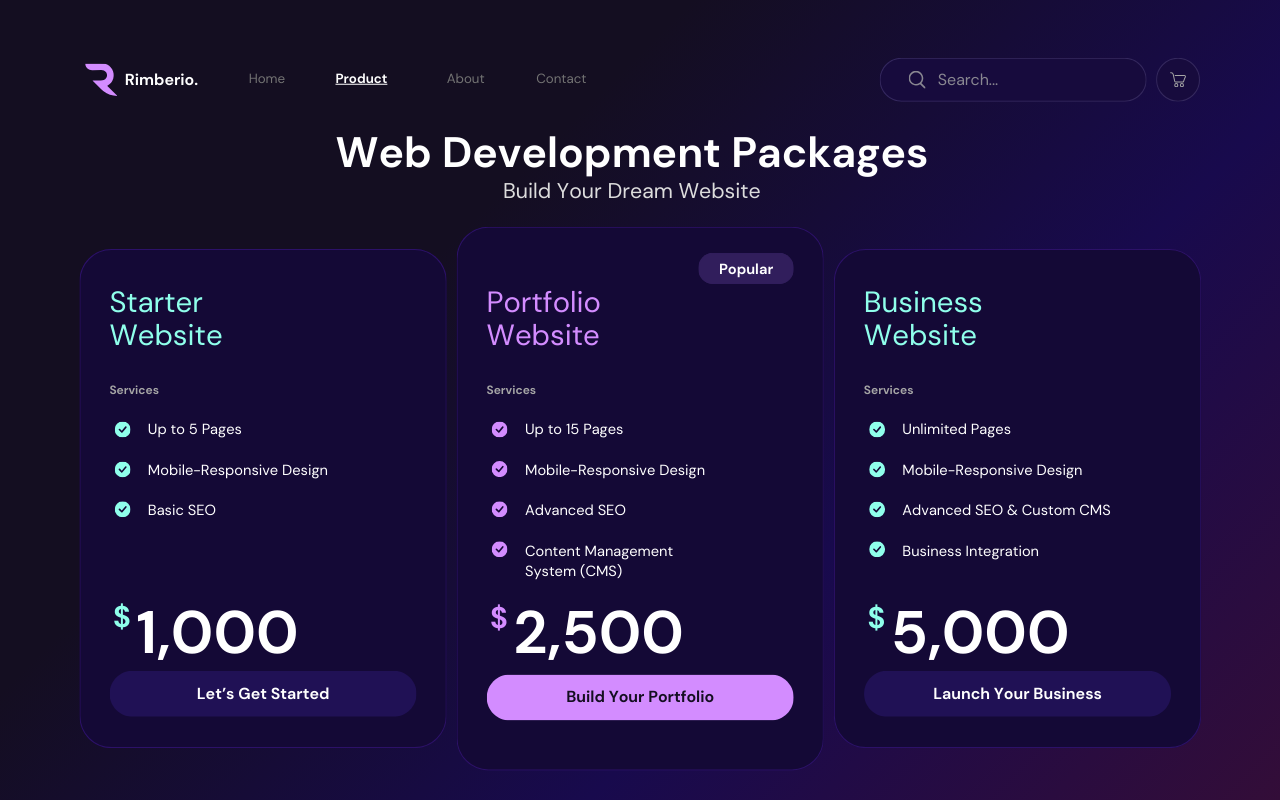 Rimberio.
Home
Product
About
Contact
Search...
Web Development Packages
Build Your Dream Website
Starter
Website
Services
Up to 5 Pages
Mobile-Responsive Design
Basic SEO
$1,000
Let’s Get Started
Popular
Portfolio
Website
Services
Up to 15 Pages
Mobile-Responsive Design
Advanced SEO
Content Management
System (CMS)
$2,500
Build Your Portfolio
Business
Website
Services
Unlimited Pages
Mobile-Responsive Design
Advanced SEO & Custom CMS
Business Integration
$5,000
Launch Your Business